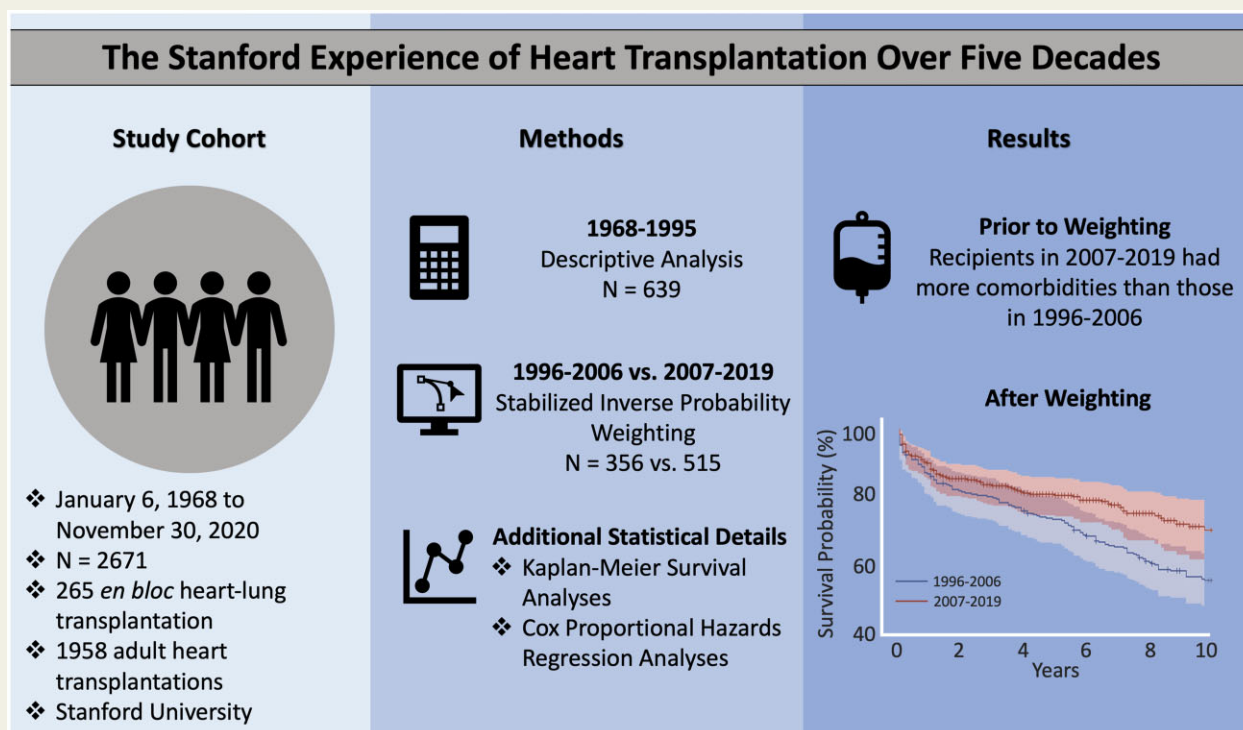 The Stanford Experience of Heart Transplantation Over Five Decades
Study Cohort
❖ January 6, 1968 to
November 30, 2020
❖ N = 2671
❖ 265 en bloc heart-lung
transplantation
❖ 1958 adult heart
transplantations
❖ Stanford University
Methods
1968-1995
Descriptive Analysis
N = 639
1996-2006 vs. 2007-2019
Stabilized Inverse Probability
Weighting
N = 356 vs. 515
Additional Statistical Details
❖ Kaplan-Meier Survival
Analyses
❖ Cox Proportional Hazards
Regression Analyses
Results
Prior to Weighting
Recipients in 2007-2019 had
more comorbidities than those
in 1996-2006
After Weighting
Survival Probability (%)
100
80
60
40
1996-2006
2007-2019
0 2 4 6 8 10
Years